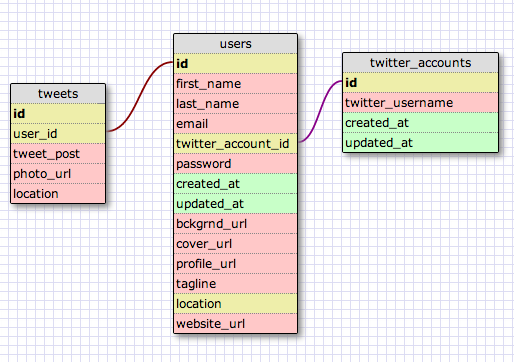 tweets
id
user_id
tweet_post
photo_url
location
users
id
first_name
last_name
email
twitter_account_id
password
created_at
updated_at
bckgrnd_url
cover_url
profile_url
tagline
location
website_url
twitter_accounts
id
twitter_username
created_at
updated_at